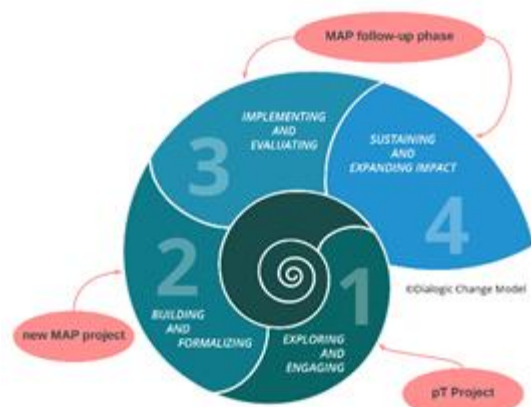 MAP follow-up phase
3
IMPLEMENTING
AND
EVALUATING
SUSTAINING
AND
EXPANDING IMPACT
4
©Dialogic Change Model
2
BUILDING
AND
FORMALIZING
1
EXPLORING
AND
ENGAGING
new MAP project
pT Project